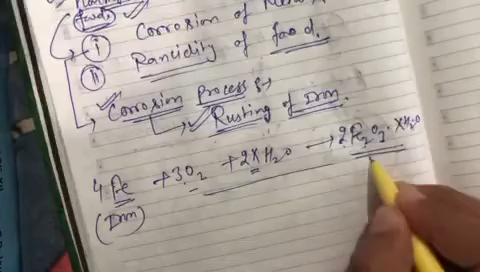 (i) Corrosion of
(ii) Rancidity of food.
Corrosion Process :→
Rusting of Iron.
4Fe + 3O₂ + 2XH₂O → 2Fe₂O₃.XH₂O
(Iron)